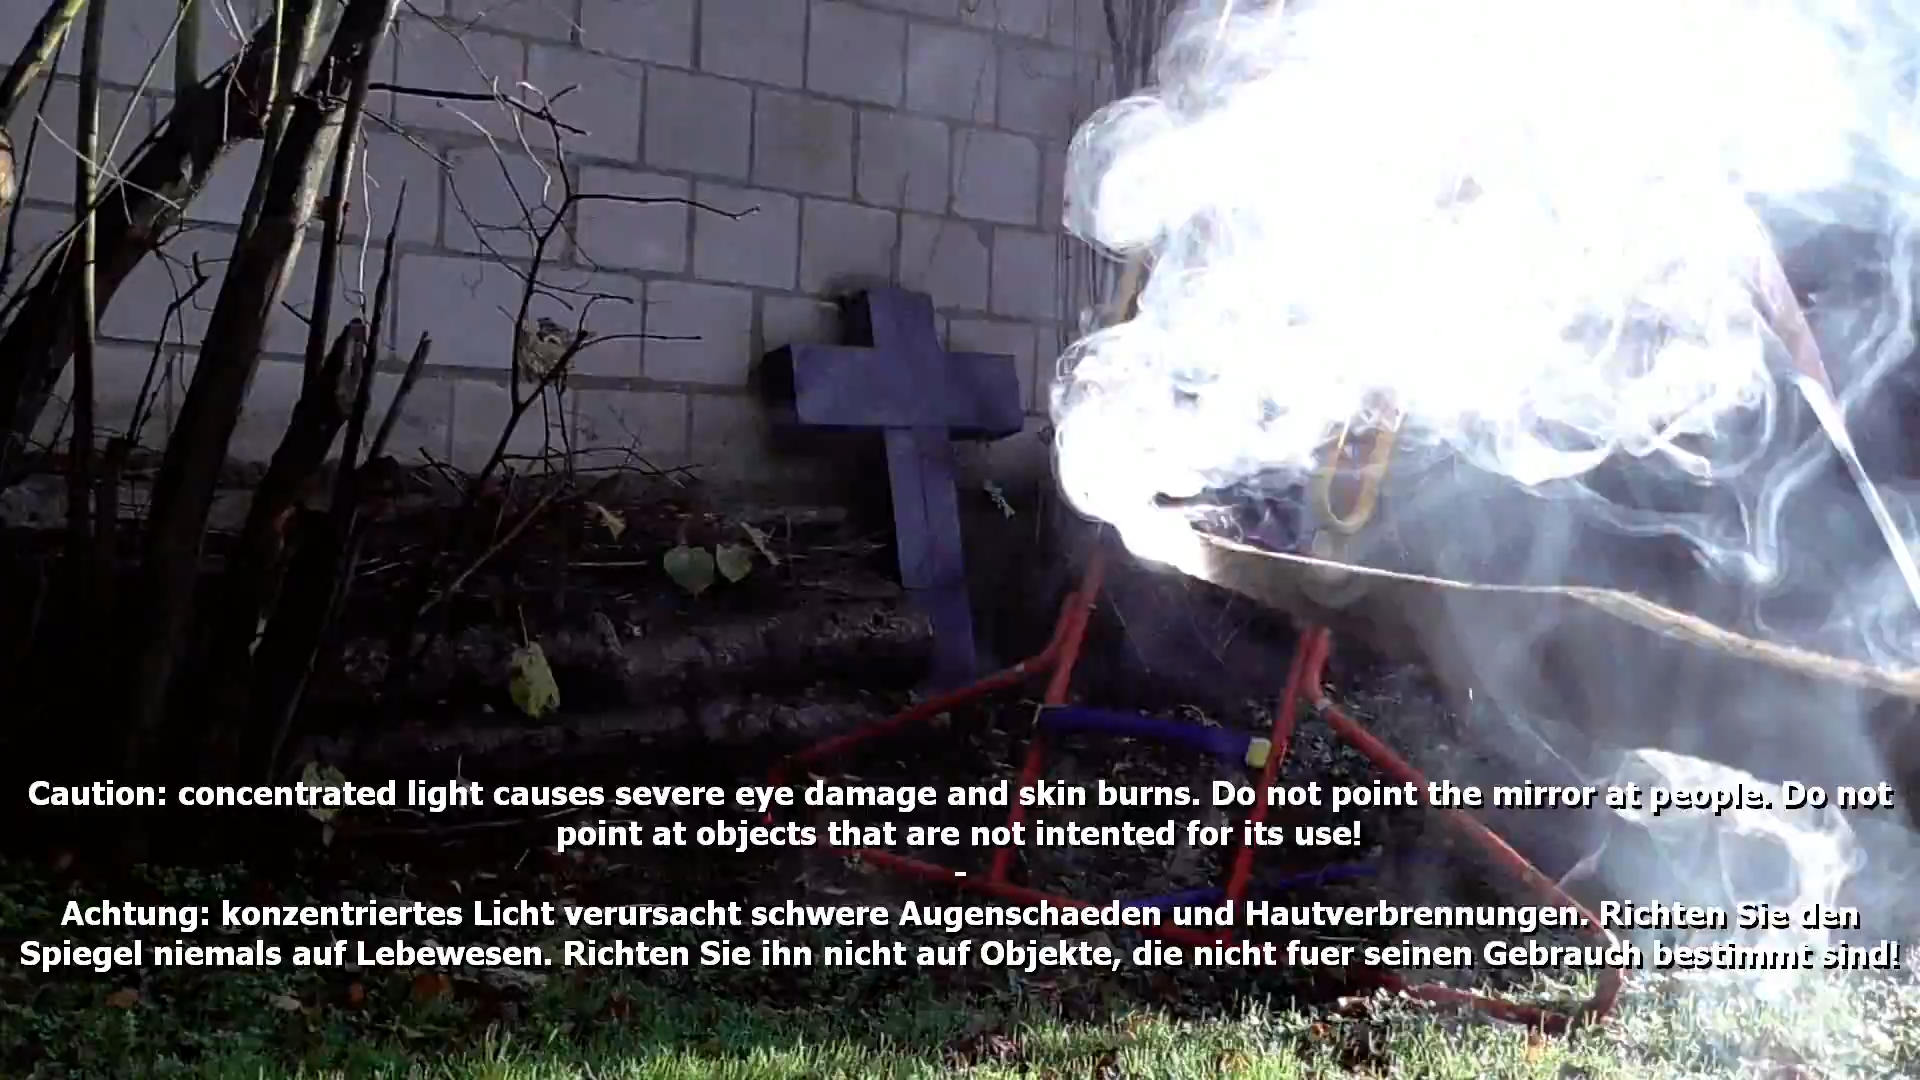 Caution: concentrated light causes severe eye damage and skin burns. Do not point the mirror at people. Do not
point at objects that are not intented for its use!
-
Achtung: konzentriertes Licht verursacht schwere Augenschaeden und Hautverbrennungen. Richten Sie den
Spiegel niemals auf Lebewesen. Richten Sie ihn nicht auf Objekte, die nicht fuer seinen Gebrauch bestimmt sind!